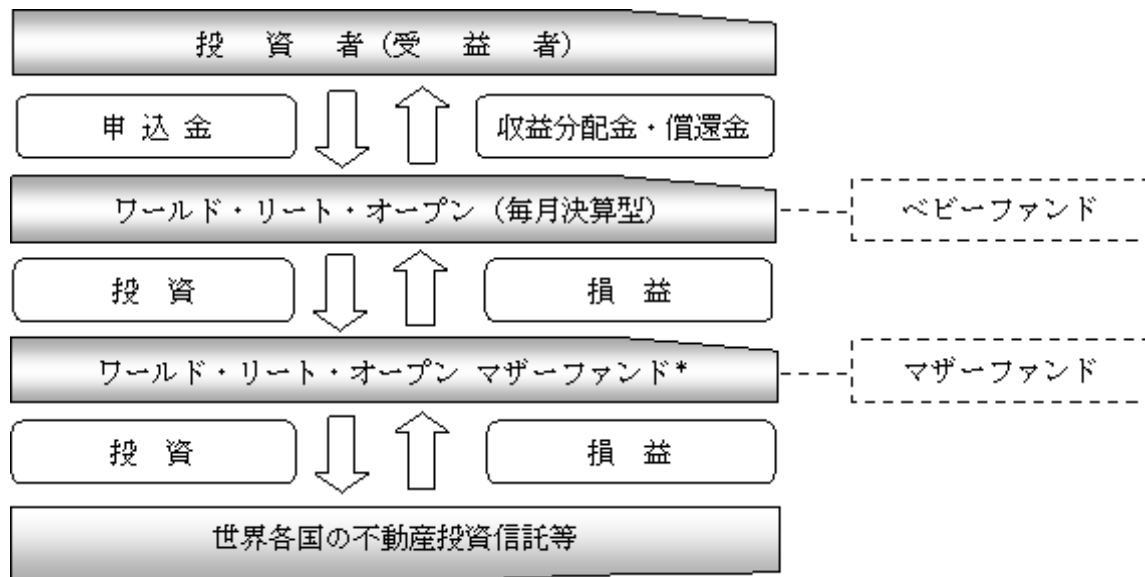 投 資 者（受 益 者）
申 込 金
収益分配金・償還金
ワールド・リート・オープン（毎月決算型）
ベビーファンド
投 資
損 益
ワールド・リート・オープン マザーファンド*
マザーファンド
投 資
損 益
世界各国の不動産投資信託等